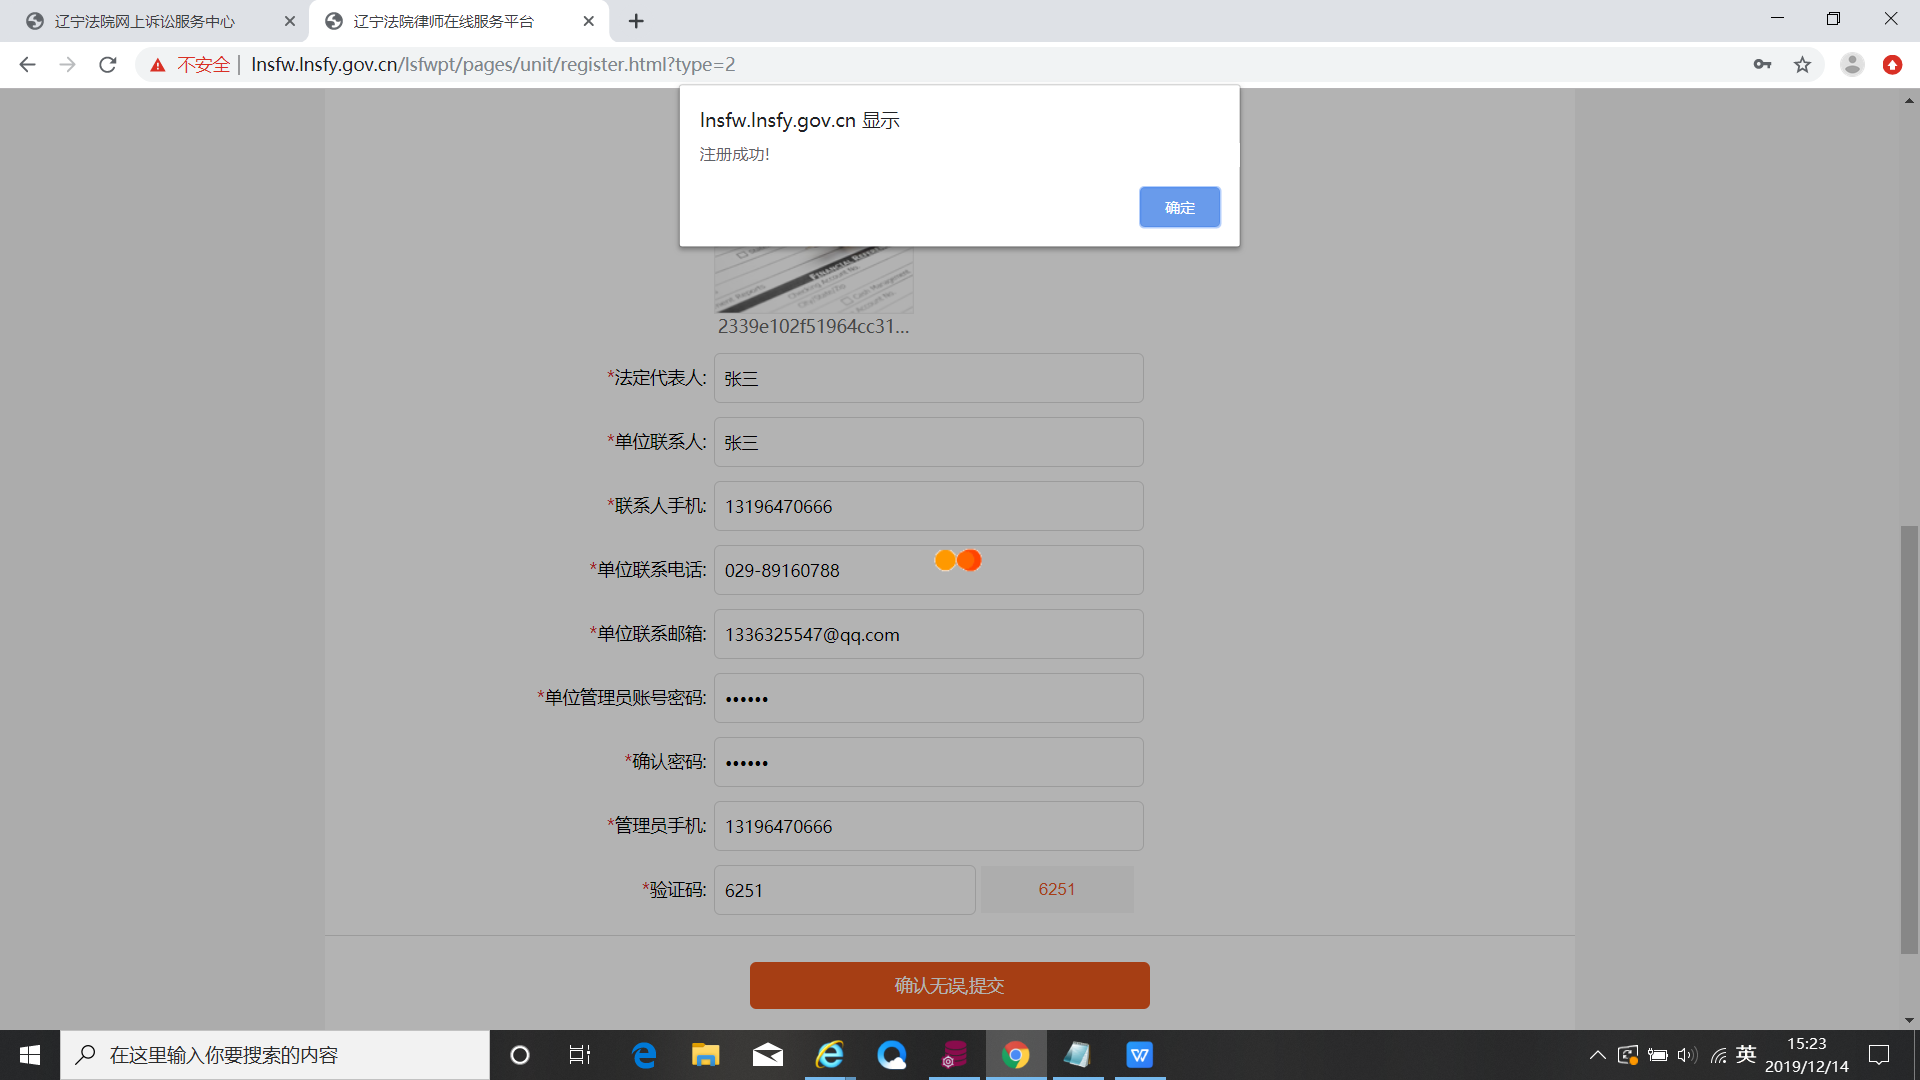 辽宁法院网上诉讼服务中心
辽宁法院律师在线服务平台
不安全 | lnsfw.lnsfy.gov.cn/lsfwpt/pages/unit/register.html?type=2
lnsfw.lnsfy.gov.cn 显示
注册成功!
确定
2339e102f51964cc31...
*法定代表人: 张三
*单位联系人: 张三
*联系人手机: 13196470666
*单位联系电话: 029-89160788
*单位联系邮箱: 1336325547@qq.com
*单位管理员账号密码: ••••••
*确认密码: ••••••
*管理员手机: 13196470666
*验证码: 6251 6251
确认无误,提交
在这里输入你要搜索的内容
英
15:23
2019/12/14